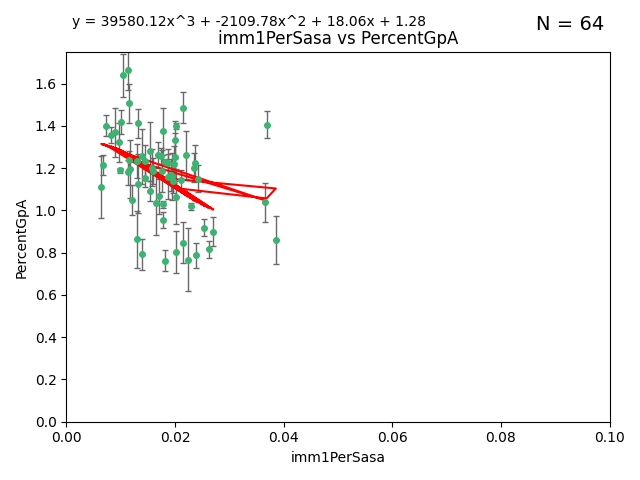 y = 39580.12x^3 + -2109.78x^2 + 18.06x + 1.28
N = 64
imm1PerSasa vs PercentGpA
PercentGpA
1.6
1.4
1.2
1.0
0.8
0.6
0.4
0.2
0.0
0.00 0.02 0.04 0.06 0.08 0.10
imm1PerSasa